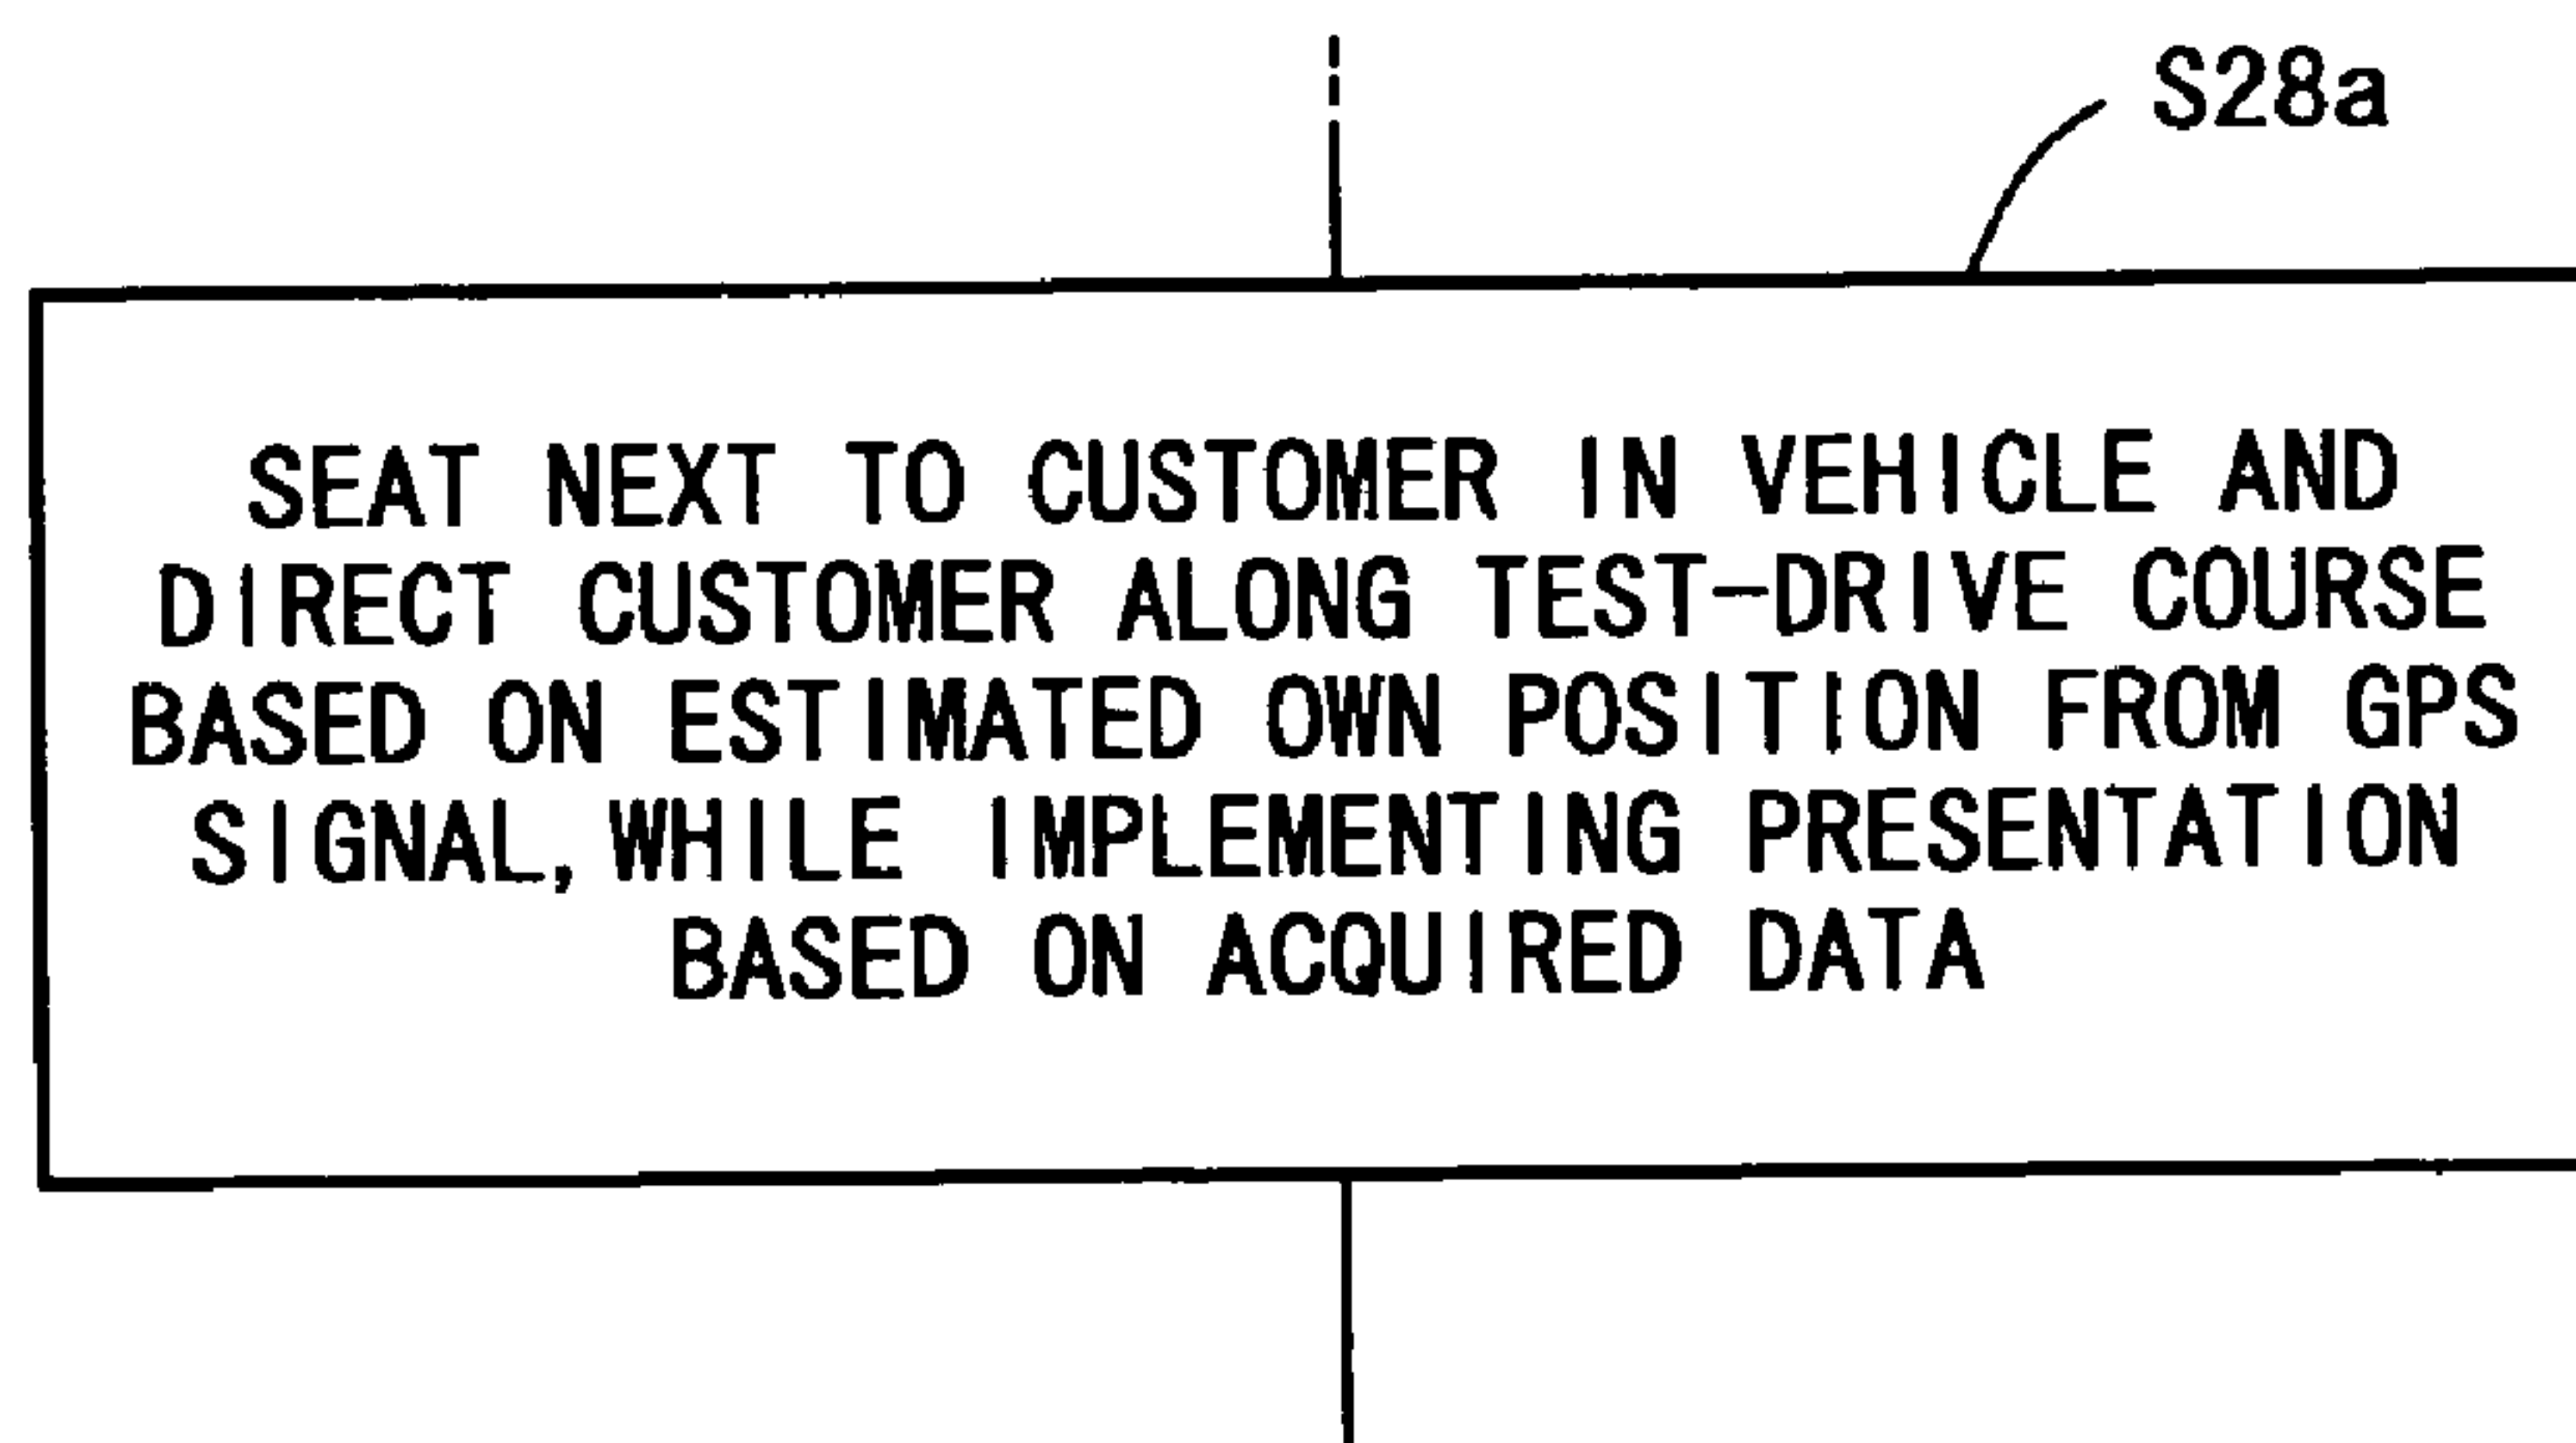 S28a
SEAT NEXT TO CUSTOMER IN VEHICLE AND
DIRECT CUSTOMER ALONG TEST-DRIVE COURSE
BASED ON ESTIMATED OWN POSITION FROM GPS
SIGNAL, WHILE IMPLEMENTING PRESENTATION
BASED ON ACQUIRED DATA